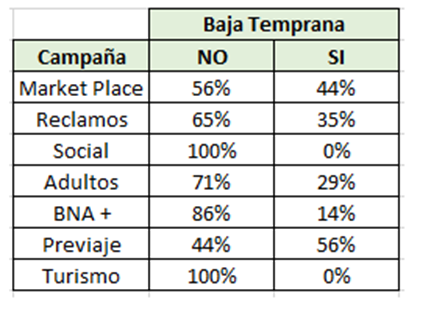 Baja Temprana
Campaña NO SI
Market Place 56% 44%
Reclamos 65% 35%
Social 100% 0%
Adultos 71% 29%
BNA + 86% 14%
Previaje 44% 56%
Turismo 100% 0%